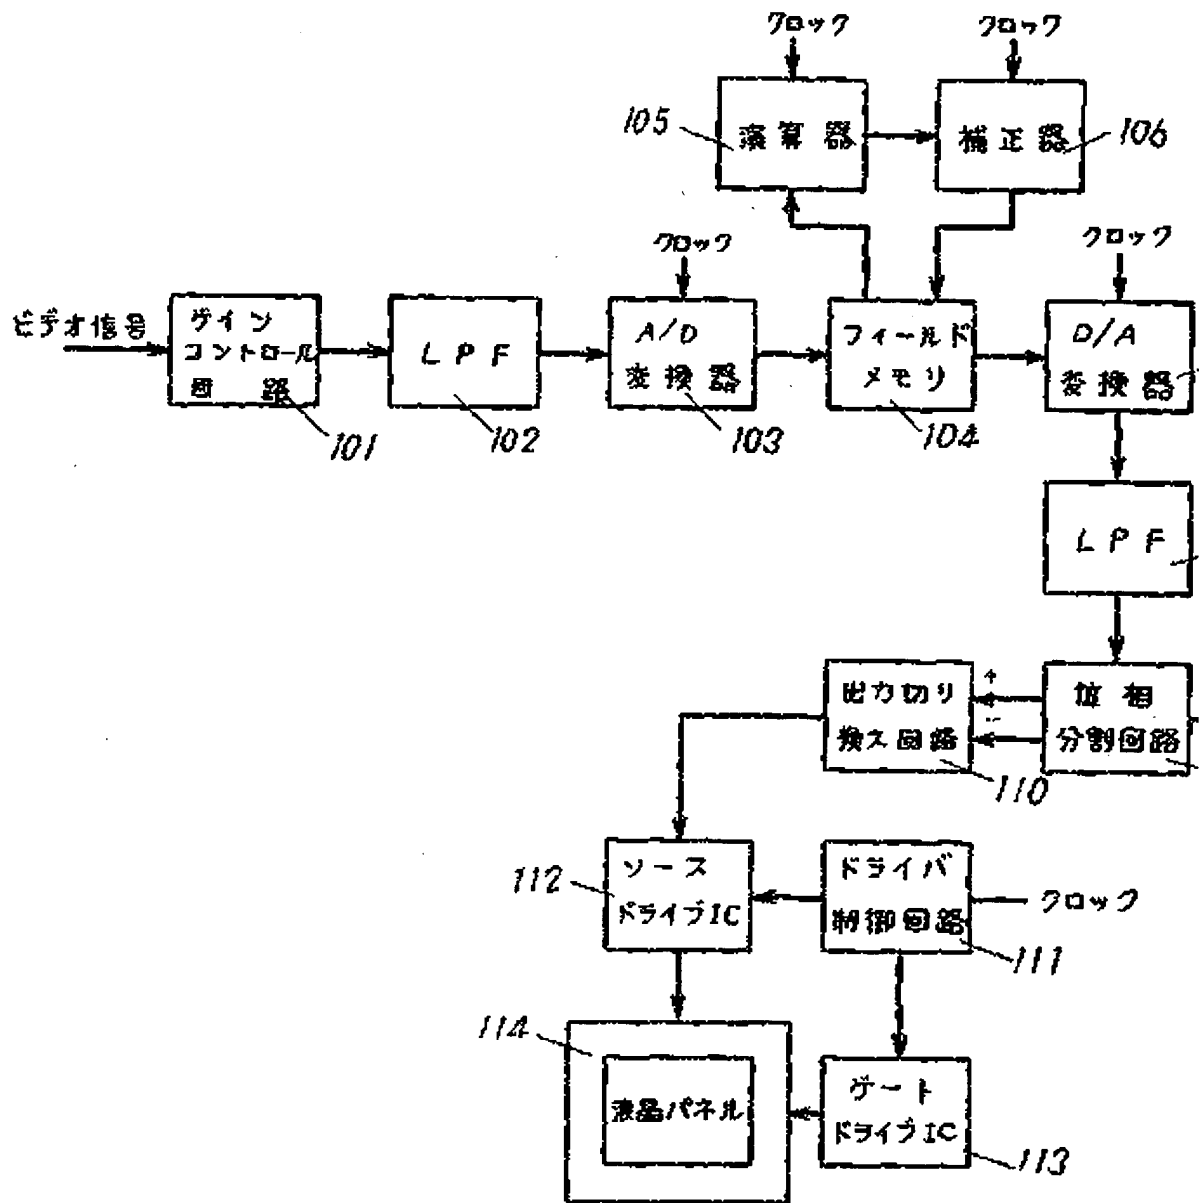 クロック
クロック
105
演算器
補正器
106
クロック
クロック
ビデオ信号
ゲイン
コントロール
回路
LPF
A/D
変換器
フィールド
メモリ
D/A
変換器
101
102
103
104
LPF
出力切り
換え回路
+
-
位相
分割回路
110
112
ソース
ドライブIC
ドライバ
制御回路
クロック
111
114
液晶パネル
ゲート
ドライブIC
113